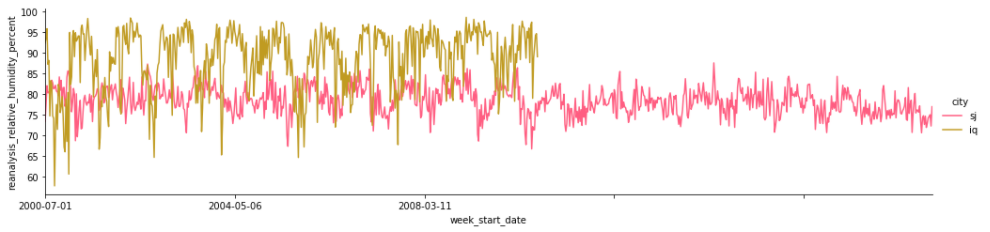 reanalysis_relative_humidity_percent
100
95
90
85
80
75
70
65
60
2000-07-01
2004-05-06
2008-03-11
week_start_date
city
sj
iq